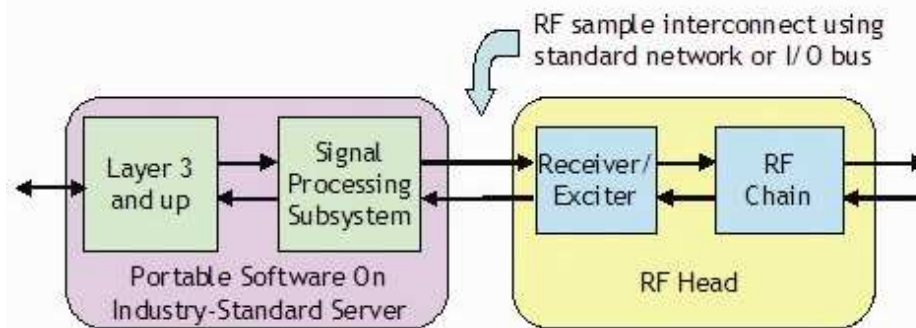 RF sample interconnect using
standard network or I/O bus
Layer 3
and up
Signal
Processing
Subsystem
Receiver/
Exciter
RF
Chain
Portable Software On
Industry-Standard Server
RF Head